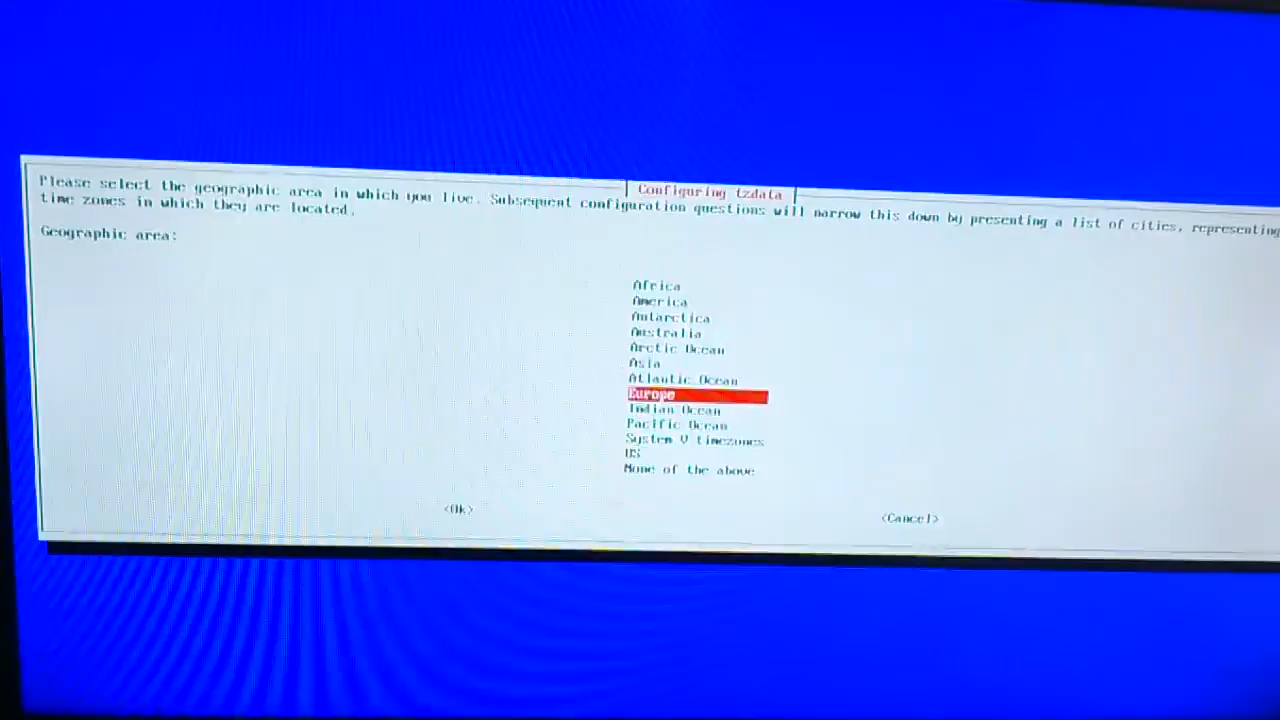 Configuring tzdata
Please select the geographic area in which you live. Subsequent configuration questions will narrow this down by presenting a list of cities, representing
time zones in which they are located.
Geographic area:
Africa
America
Antarctica
Australia
Arctic Ocean
Asia
Atlantic Ocean
Europe
Indian Ocean
Pacific Ocean
System V timezones
US
None of the above
<Ok> <Cancel>